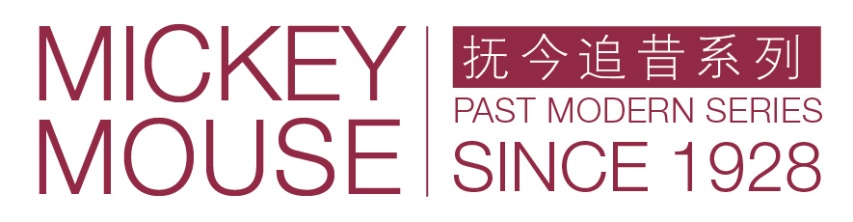 MICKEY
MOUSE
抚今追昔系列
PAST MODERN SERIES
SINCE 1928